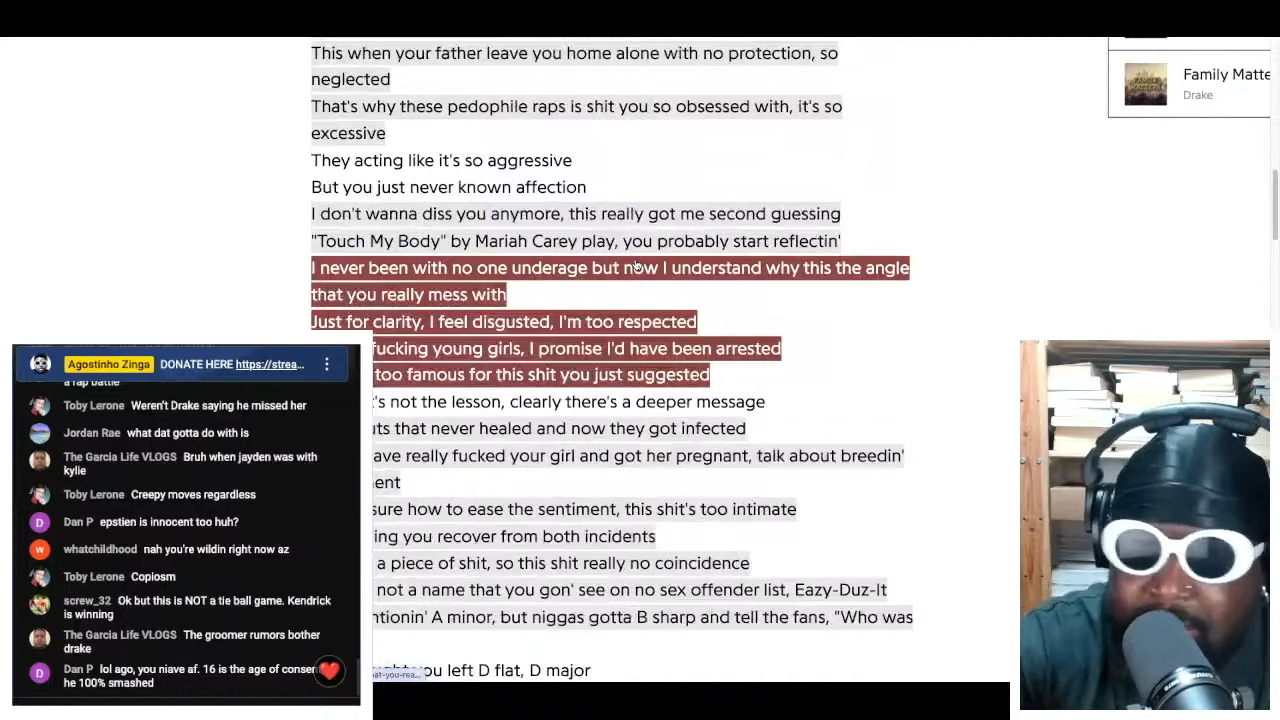 This when your father leave you home alone with no protection, so
neglected
That's why these pedophile raps is shit you so obsessed with, it's so
excessive
They acting like it's so aggressive
But you just never known affection
I don't wanna diss you anymore, this really got me second guessing
"Touch My Body" by Mariah Carey play, you probably start reflectin'
I never been with no one underage but now I understand why this the angle
that you really mess with
Just for clarity, I feel disgusted, I'm too respected
fucking young girls, I promise I'd have been arrested
too famous for this shit you just suggested
's not the lesson, clearly there's a deeper message
uts that never healed and now they got infected
ave really fucked your girl and got her pregnant, talk about breedin'
ent
sure how to ease the sentiment, this shit's too intimate
ing you recover from both incidents
a piece of shit, so this shit really no coincidence
not a name that you gon' see on no sex offender list, Eazy-Duz-It
ntionin' A minor, but niggas gotta B sharp and tell the fans, "Who was
ou left D flat, D major
Family Matte
Drake
Agostinho Zinga DONATE HERE https://strea...
a rap battle
Toby Lerone Weren't Drake saying he missed her
Jordan Rae what dat gotta do with is
The Garcia Life VLOGS Bruh when jayden was with
kylie
Toby Lerone Creepy moves regardless
D Dan P epstien is innocent too huh?
w whatchildhood nah you're wildin right now az
Toby Lerone Copiosm
screw_32 Ok but this is NOT a tie ball game. Kendrick
is winning
The Garcia Life VLOGS The groomer rumors bother
drake
D Dan P lol ago, you niave af. 16 is the age of consen
he 100% smashed